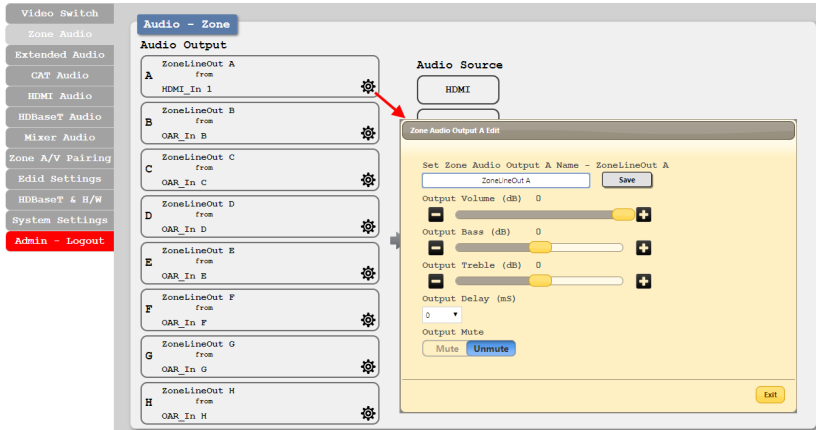 Video Switch
Zone Audio
Extended Audio
CAT Audio
HDMI Audio
HDBaseT Audio
Mixer Audio
Zone A/V Pairing
Edid Settings
HDBaseT & H/W
System Settings
Admin - Logout
Audio - Zone
Audio Output
A
ZoneLineOut A
from
HDMI_In 1
B
ZoneLineOut B
from
OAR_In B
C
ZoneLineOut C
from
OAR_In C
D
ZoneLineOut D
from
OAR_In D
E
ZoneLineOut E
from
OAR_In E
F
ZoneLineOut F
from
OAR_In F
G
ZoneLineOut G
from
OAR_In G
H
ZoneLineOut H
from
OAR_In H
Audio Source
HDMI
Zone Audio Output A Edit
Set Zone Audio Output A Name - ZoneLineOut A
ZoneLineOut A Save
Output Volume (dB) 0
Output Bass (dB) 0
Output Treble (dB) 0
Output Delay (mS)
0
Output Mute
Mute Unmute
Exit